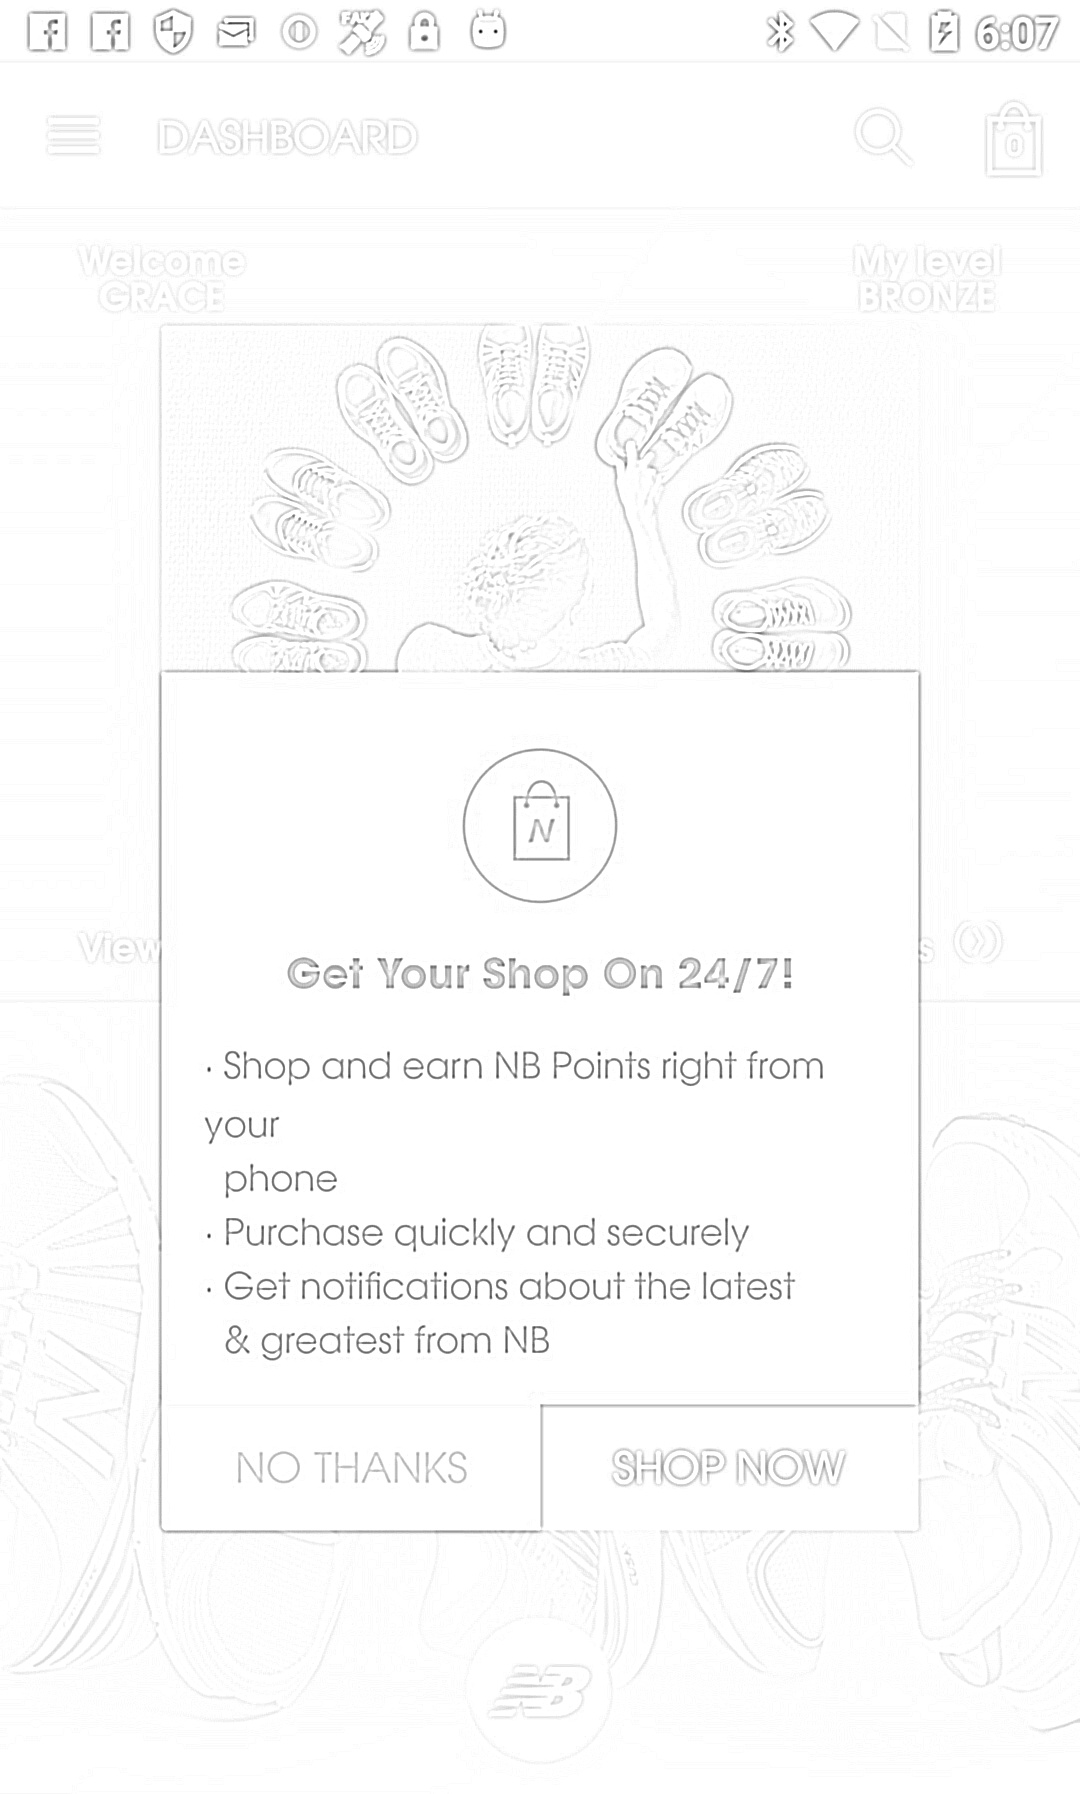 6:07
DASHBOARD
0
Welcome
GRACE
My level
BRONZE
View
s
N
Get Your Shop On 24/7!
· Shop and earn NB Points right from
your
phone
· Purchase quickly and securely
· Get notifications about the latest
& greatest from NB
NO THANKS
SHOP NOW
NB